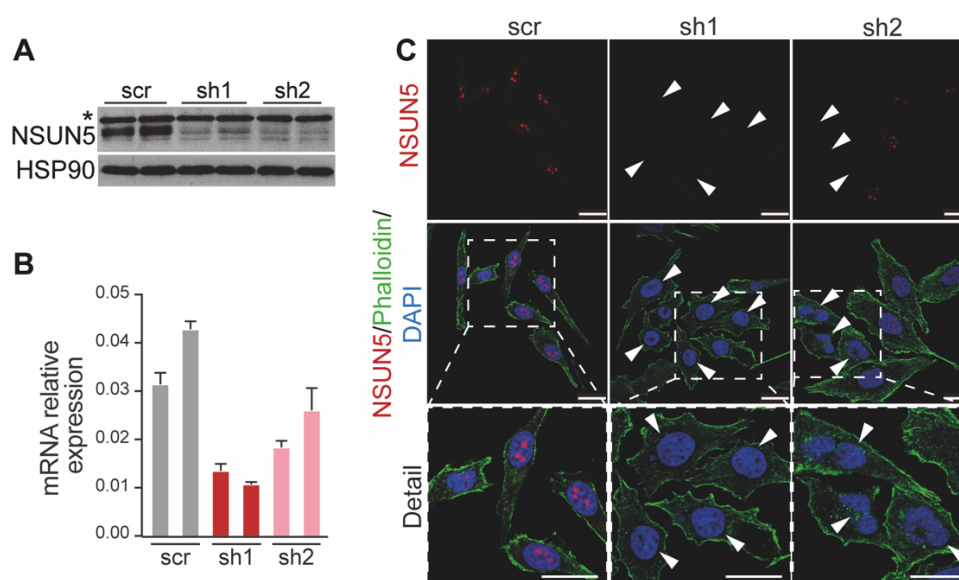 A
scr sh1 sh2
*
NSUN5
HSP90
B
mRNA relative
expression
0.05
0.04
0.03
0.02
0.01
0.00
scr sh1 sh2
C
scr sh1 sh2
NSUN5
NSUN5/Phalloidin/
DAPI
Detail